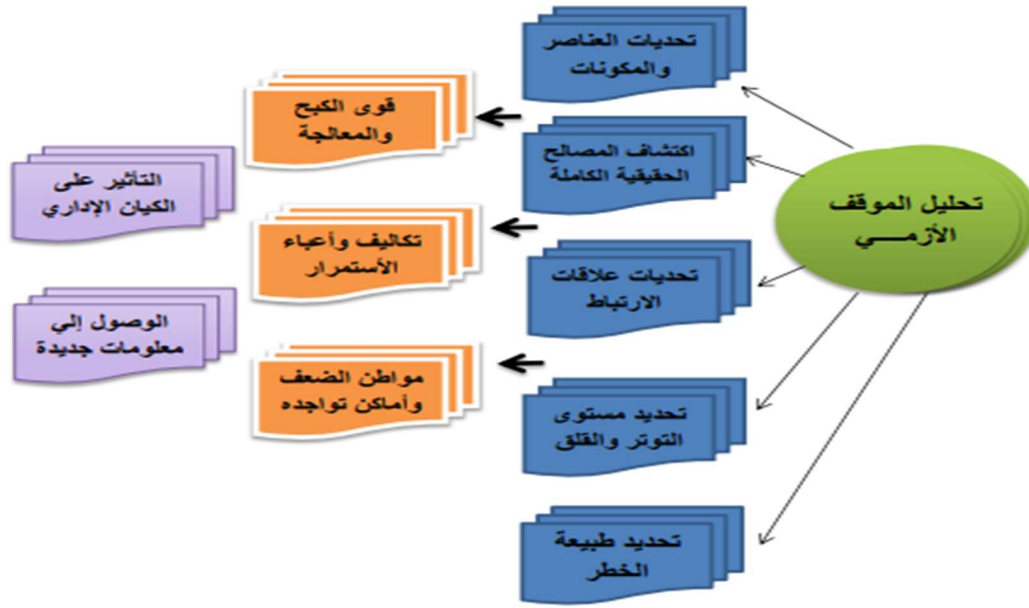 تحليل الموقف
الأزمـــــي
تحديات العناصر
والمكونات
اكتشاف المصالح
الحقيقية الكاملة
تحديات علاقات
الارتباط
تحديد مستوى
التوتر والقلق
تحديد طبيعة
الخطر
قوى الكبح
والمعالجة
تكاليف وأعباء
الأستمرار
مواطن الضعف
وأماكن تواجده
التأثير على
الكيان الإداري
الوصول إلي
معلومات جديدة